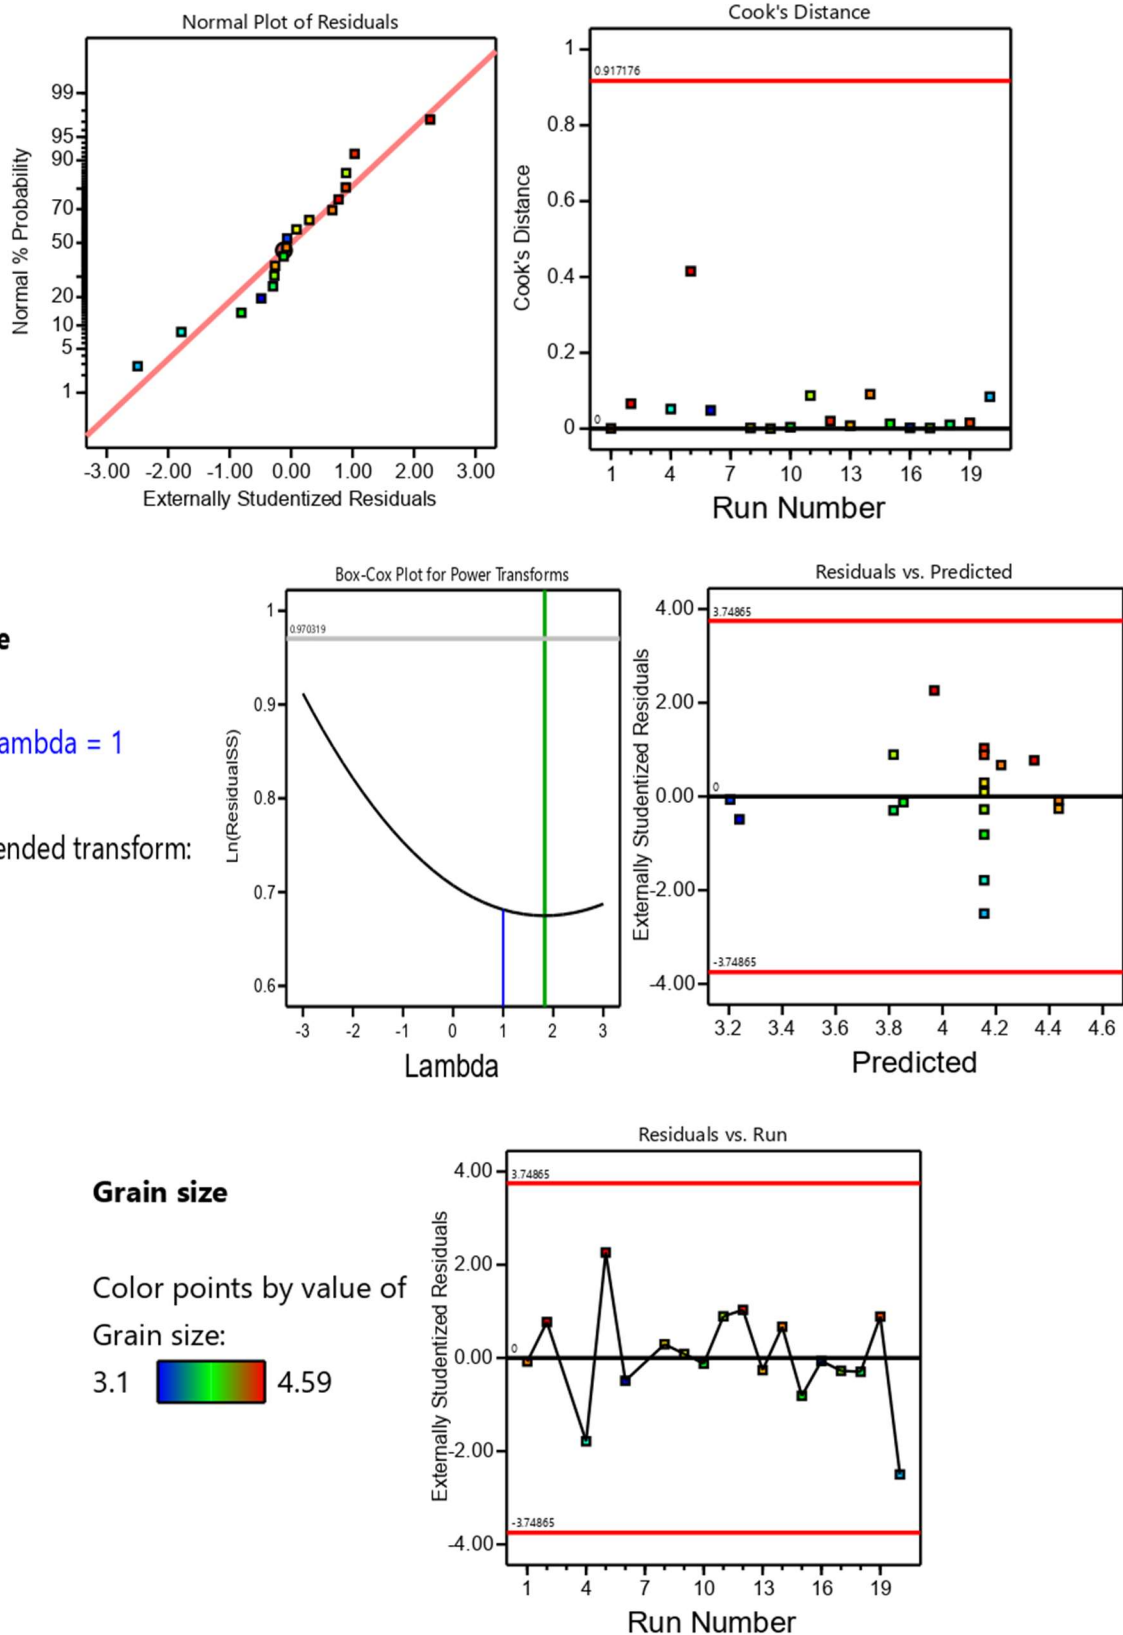 Normal Plot of Residuals
Normal % Probability
99
95
90
70
50
20
10
5
1
-3.00 -2.00 -1.00 0.00 1.00 2.00 3.00
Externally Studentized Residuals
Cook's Distance
Cook's Distance
1
0.917176
0.8
0.6
0.4
0.2
0
0
1 4 7 10 13 16 19
Run Number
e
ambda = 1
ended transform:
Box-Cox Plot for Power Transforms
Ln(ResidualSS)
1
0.970319
0.9
0.8
0.7
0.6
-3 -2 -1 0 1 2 3
Lambda
Residuals vs. Predicted
Externally Studentized Residuals
4.00
3.74865
2.00
0
0.00
-2.00
-3.74865
-4.00
3.2 3.4 3.6 3.8 4 4.2 4.4 4.6
Predicted
Grain size
Color points by value of
Grain size:
3.1 4.59
Residuals vs. Run
Externally Studentized Residuals
4.00
3.74865
2.00
0
0.00
-2.00
-3.74865
-4.00
1 4 7 10 13 16 19
Run Number